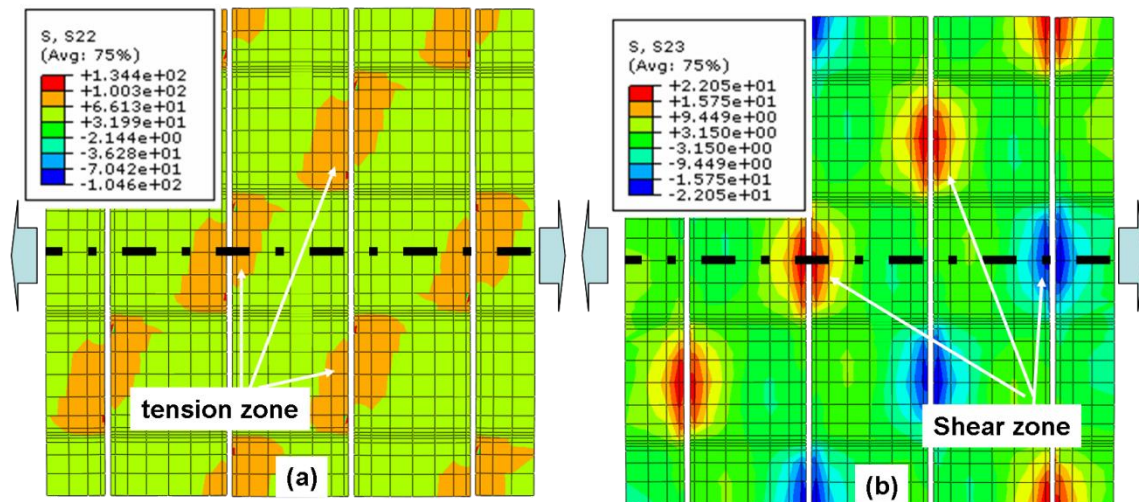 S, S22
(Avg: 75%)
+1.344e+02
+1.003e+02
+6.613e+01
+3.199e+01
-2.144e+00
-3.628e+01
-7.042e+01
-1.046e+02
tension zone
(a)
S, S23
(Avg: 75%)
+2.205e+01
+1.575e+01
+9.449e+00
+3.150e+00
-3.150e+00
-9.449e+00
-1.575e+01
-2.205e+01
Shear zone
(b)